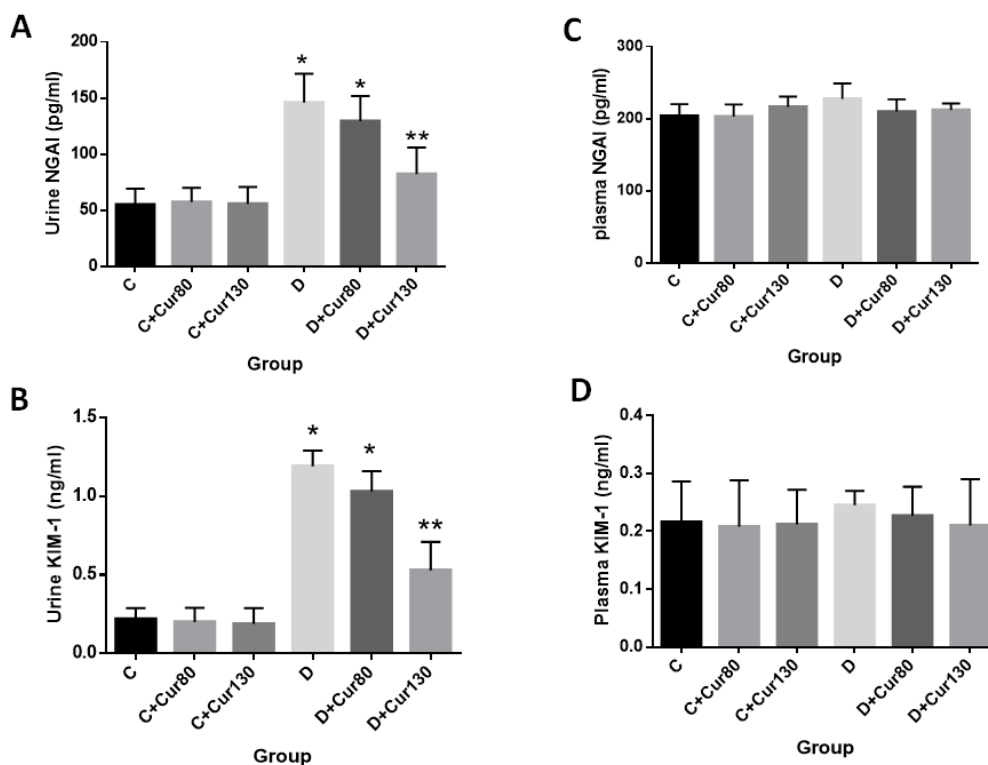 A
Urine NGAl (pg/ml)
200
150
100
50
0
*
*
**
C
C+Cur80
C+Cur130
D
D+Cur80
D+Cur130
Group
C
plasma NGAl (pg/ml)
300
200
100
0
C
C+Cur80
C+Cur130
D
D+Cur80
D+Cur130
Group
B
Urine KIM-1 (ng/ml)
1.5
1.0
0.5
0.0
*
*
**
C
C+Cur80
C+Cur130
D
D+Cur80
D+Cur130
Group
D
Plasma KIM-1 (ng/ml)
0.4
0.3
0.2
0.1
0.0
C
C+Cur80
C+Cur130
D
D+Cur80
D+Cur130
Group